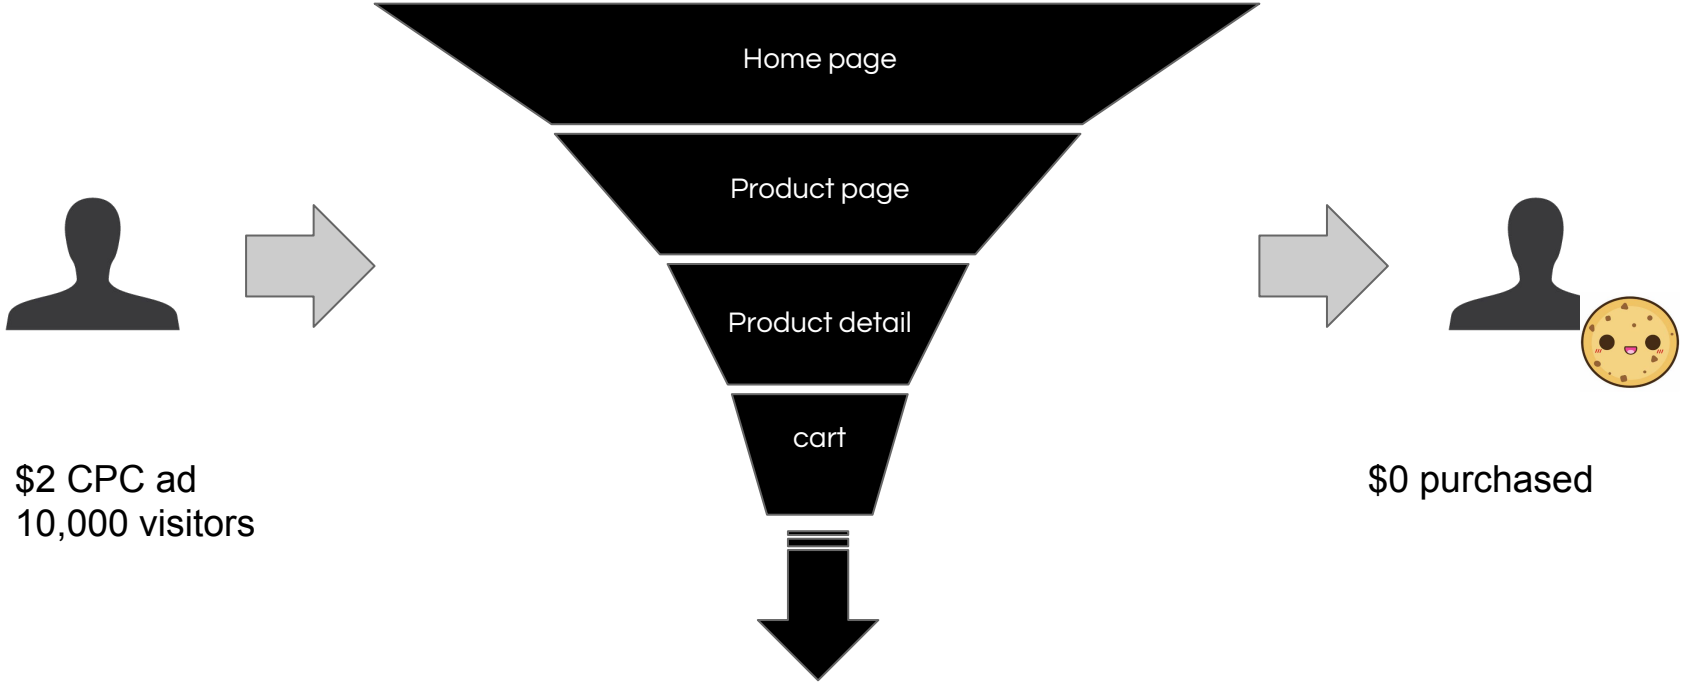 Home page
Product page
Product detail
cart
$2 CPC ad
10,000 visitors
$0 purchased